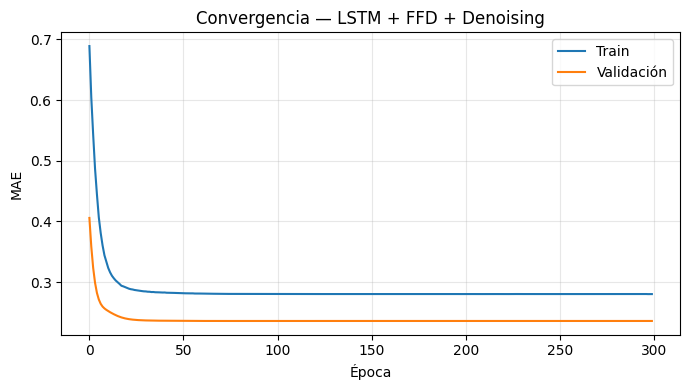 Convergencia — LSTM + FFD + Denoising
Train
Validación
0.7
0.6
0.5
0.4
0.3
MAE
0
50
100
150
200
250
300
Época